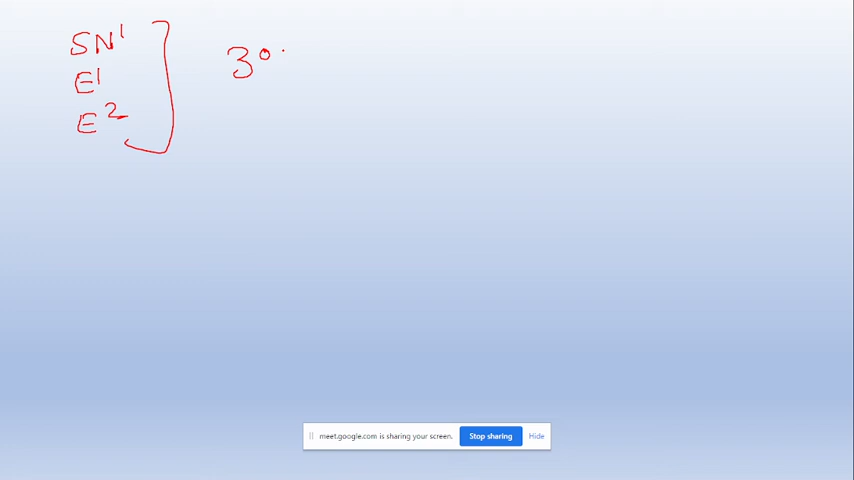 SN¹
E¹
E²
3°
meet.google.com is sharing your screen.
Stop sharing
Hide